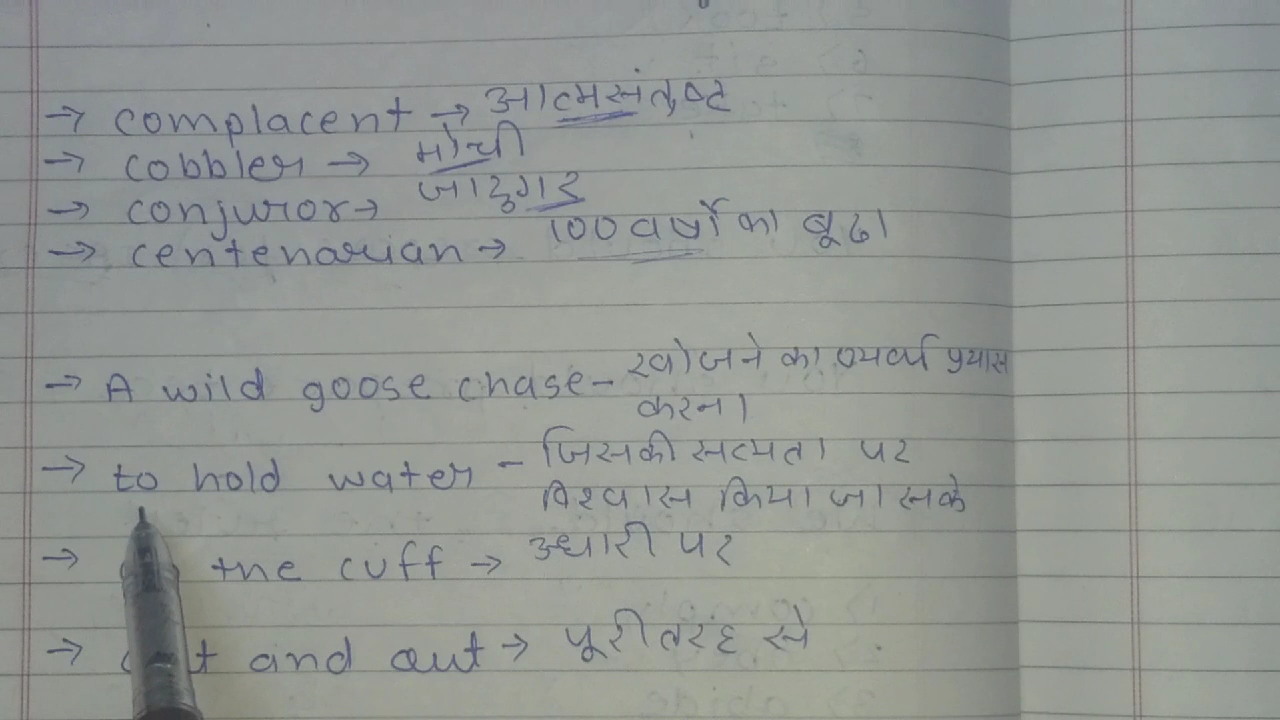 → complacent → आत्मसंतुष्ट
→ cobbler → मोची
→ conjuror → जादुगर
→ centenarian → 100 वर्षों का बूढा
→ A wild goose chase - खोजने का व्यर्थ प्रयास
करना
→ to hold water - जिसकी सत्यता पर
विश्वास किया जा सके
→ the cuff → उधारी पर
→ and out → पूरी तरह से